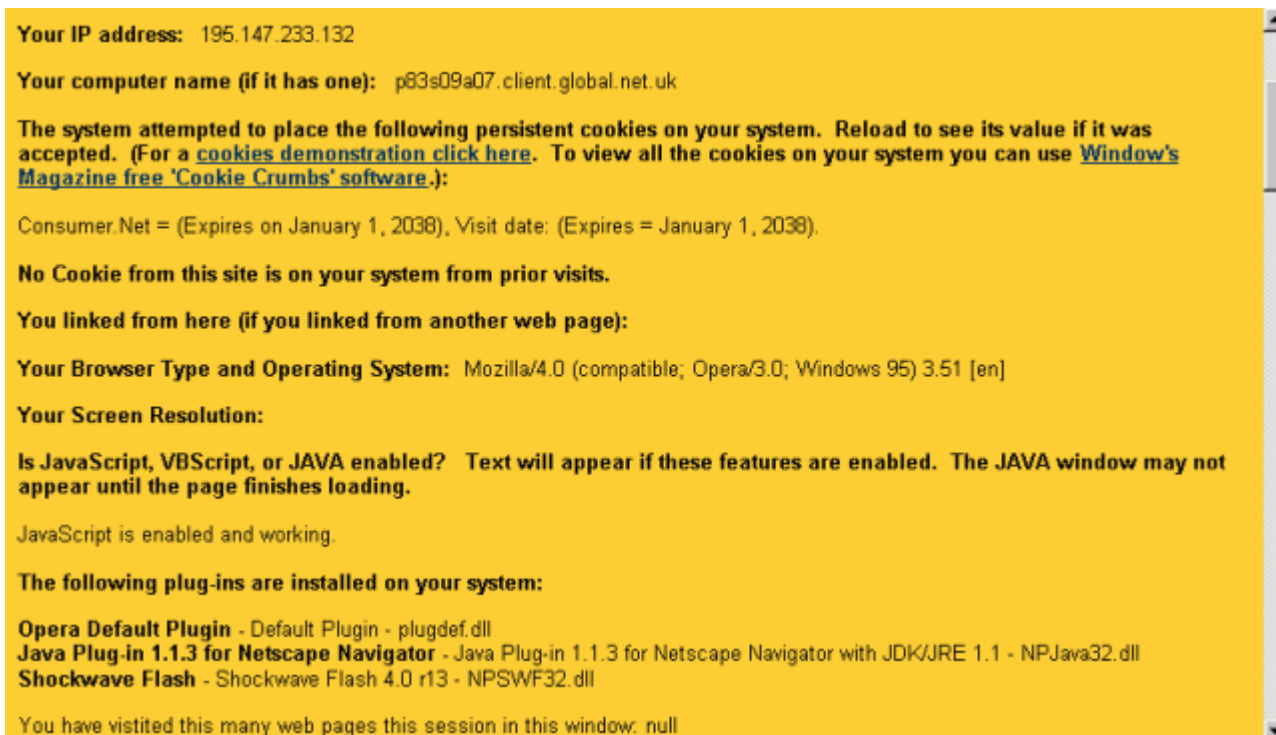 Your IP address: 195.147.233.132
Your computer name (if it has one): p83s09a07.client.global.net.uk
The system attempted to place the following persistent cookies on your system. Reload to see its value if it was
accepted. (For a cookies demonstration click here. To view all the cookies on your system you can use Window's
Magazine free 'Cookie Crumbs' software.):
Consumer.Net = (Expires on January 1, 2038), Visit date: (Expires = January 1, 2038).
No Cookie from this site is on your system from prior visits.
You linked from here (if you linked from another web page):
Your Browser Type and Operating System: Mozilla/4.0 (compatible; Opera/3.0; Windows 95) 3.51 [en]
Your Screen Resolution:
Is JavaScript, VBScript, or JAVA enabled? Text will appear if these features are enabled. The JAVA window may not
appear until the page finishes loading.
JavaScript is enabled and working.
The following plug-ins are installed on your system:
Opera Default Plugin - Default Plugin - plugdef.dll
Java Plug-in 1.1.3 for Netscape Navigator - Java Plug-in 1.1.3 for Netscape Navigator with JDK/JRE 1.1 - NPJava32.dll
Shockwave Flash - Shockwave Flash 4.0 r13 - NPSWF32.dll
You have vistited this many web pages this session in this window: null